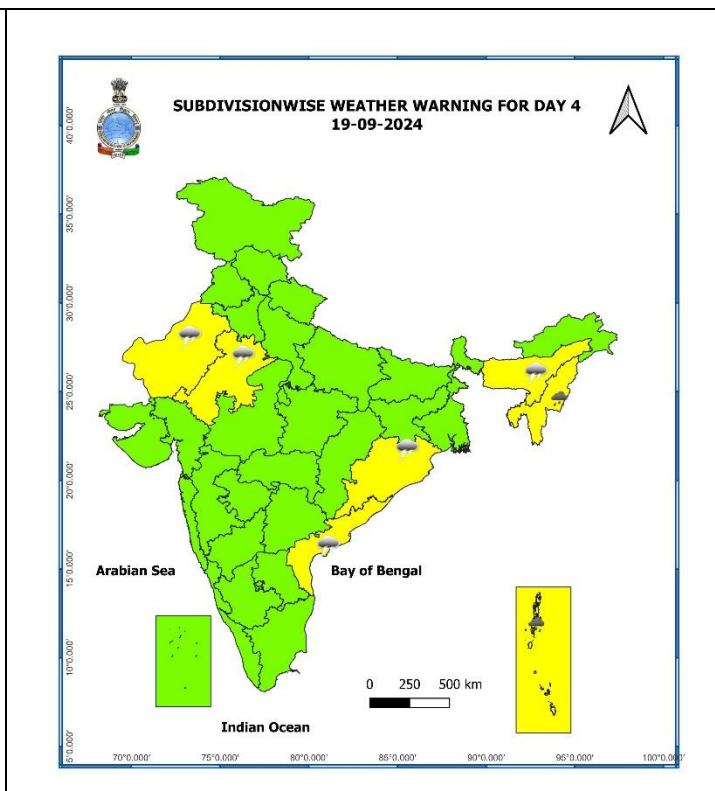 SUBDIVISIONWISE WEATHER WARNING FOR DAY 4
19-09-2024
40°0.000'
35°0.000'
30°0.000'
25°0.000'
20°0.000'
15°0.000'
10°0.000'
5°0.000'
Arabian Sea
Bay of Bengal
0 250 500 km
Indian Ocean
70°0.000' 75°0.000' 80°0.000' 85°0.000' 90°0.000' 95°0.000' 100°0.000'